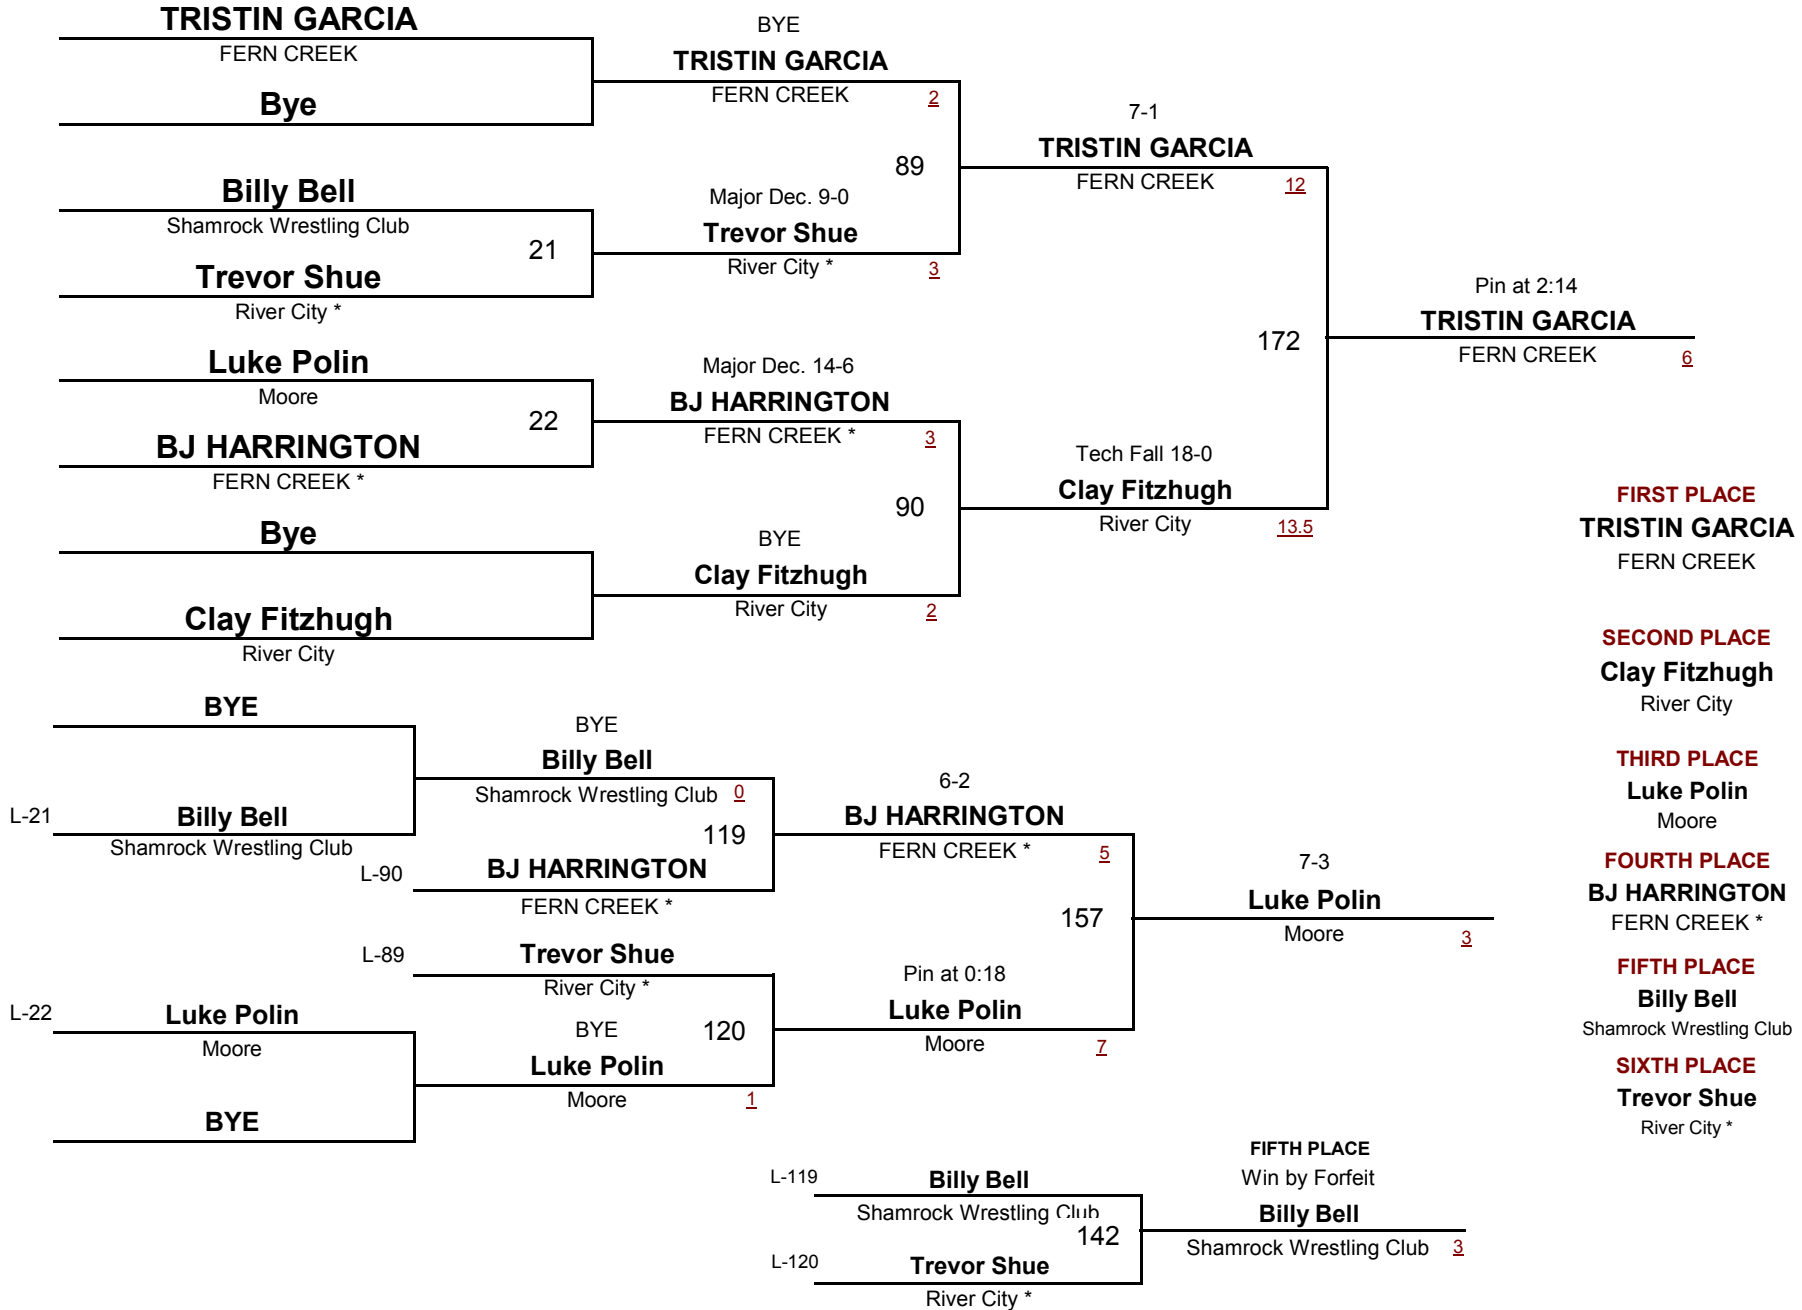 TRISTIN GARCIA
FERN CREEK
Bye
Billy Bell
Shamrock Wrestling Club
21
Trevor Shue
River City *
Luke Polin
Moore
22
BJ HARRINGTON
FERN CREEK *
Bye
Clay Fitzhugh
River City
BYE
TRISTIN GARCIA
FERN CREEK 2
89
Major Dec. 9-0
Trevor Shue
River City * 3
Major Dec. 14-6
BJ HARRINGTON
FERN CREEK * 3
90
BYE
Clay Fitzhugh
River City 2
7-1
TRISTIN GARCIA
FERN CREEK 12
172
Tech Fall 18-0
Clay Fitzhugh
River City 13.5
Pin at 2:14
TRISTIN GARCIA
FERN CREEK 6
BYE
L-21 Billy Bell
Shamrock Wrestling Club
L-22 Luke Polin
Moore
BYE
BYE
Billy Bell
Shamrock Wrestling Club 0
119
L-90 BJ HARRINGTON
FERN CREEK *
L-89 Trevor Shue
River City *
BYE 120
Luke Polin
Moore 1
6-2
BJ HARRINGTON
FERN CREEK * 5
157
Pin at 0:18
Luke Polin
Moore 7
7-3
Luke Polin
Moore 3
L-119 Billy Bell
Shamrock Wrestling Club
142
L-120 Trevor Shue
River City *
FIFTH PLACE
Win by Forfeit
Billy Bell
Shamrock Wrestling Club 3
FIRST PLACE
TRISTIN GARCIA
FERN CREEK
SECOND PLACE
Clay Fitzhugh
River City
THIRD PLACE
Luke Polin
Moore
FOURTH PLACE
BJ HARRINGTON
FERN CREEK *
FIFTH PLACE
Billy Bell
Shamrock Wrestling Club
SIXTH PLACE
Trevor Shue
River City *